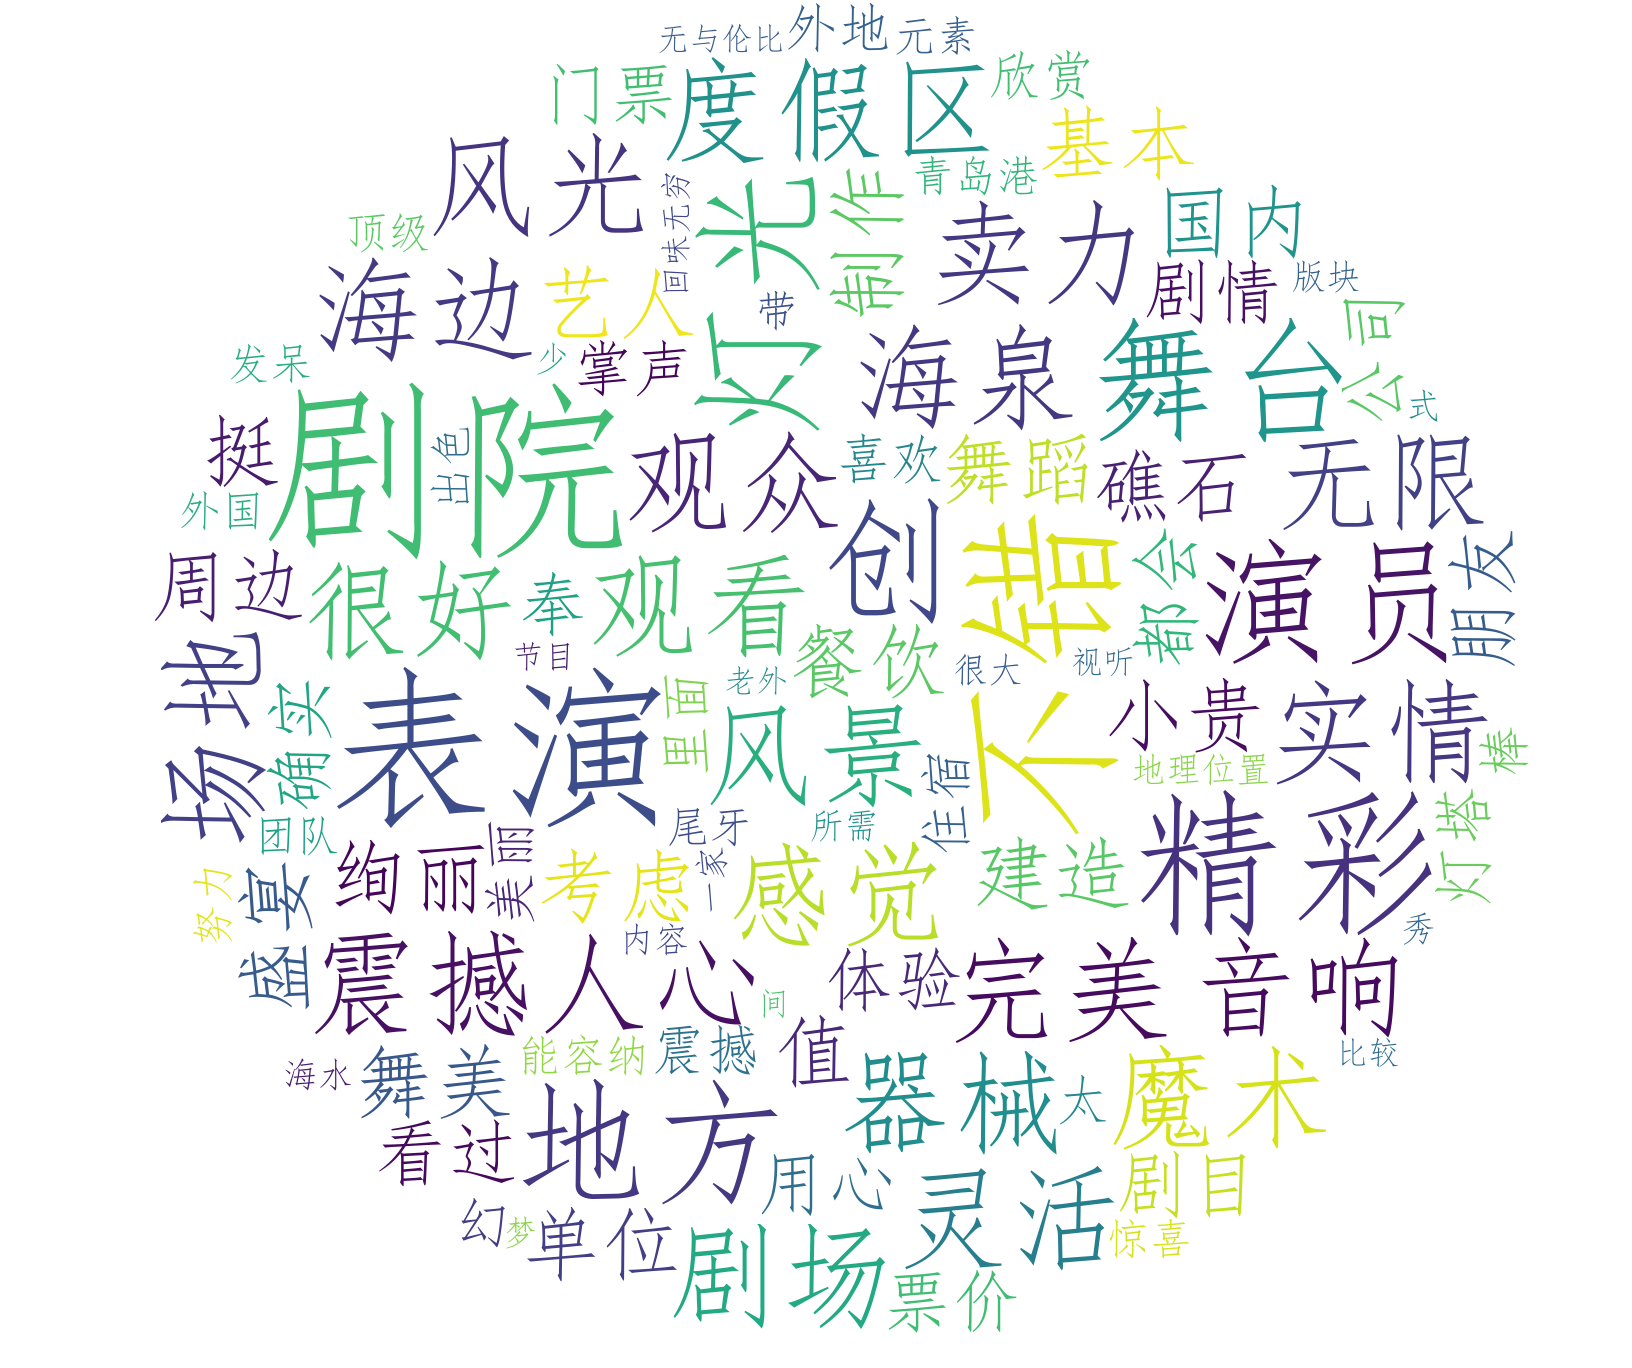 无与伦比
外地
元素
门票
度假区
欣赏
基本
风光
回味无穷
灯光
制作
青岛港
卖力
国内
顶级
海边
艺人
带
剧情
版块
公司
发呆
少
掌声
海泉
舞台
式
挺
剧院
出色
观众
喜欢
舞蹈
礁石
无限
外国
周边
很好
奉
观看
创
不错
都会
演员
朋友
场地
确实
节目
老外
餐饮
很大
视听
表演
里面
风景
小贵
实情
地理位置
棒
住宿
团队
尾牙
所需
灯塔
精彩
绚丽
美丽
考虑
一家
感觉
建造
努力
盛宴
内容
秀
震撼人心
间
体验
完美
音响
海水
舞美
能容纳
震撼
值
器械
太
魔术
比较
看过
地方
用心
灵活
剧目
幻
梦
单位
剧场
票价
惊喜